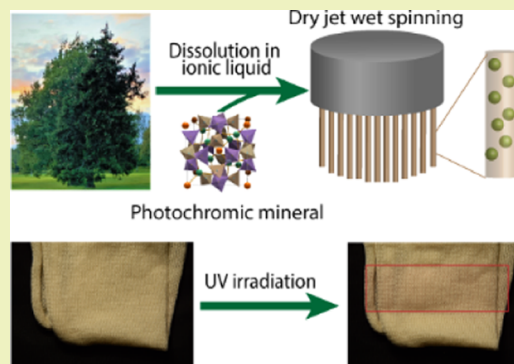 Dry jet wet spinning
Dissolution in
ionic liquid
Photochromic mineral
UV irradiation